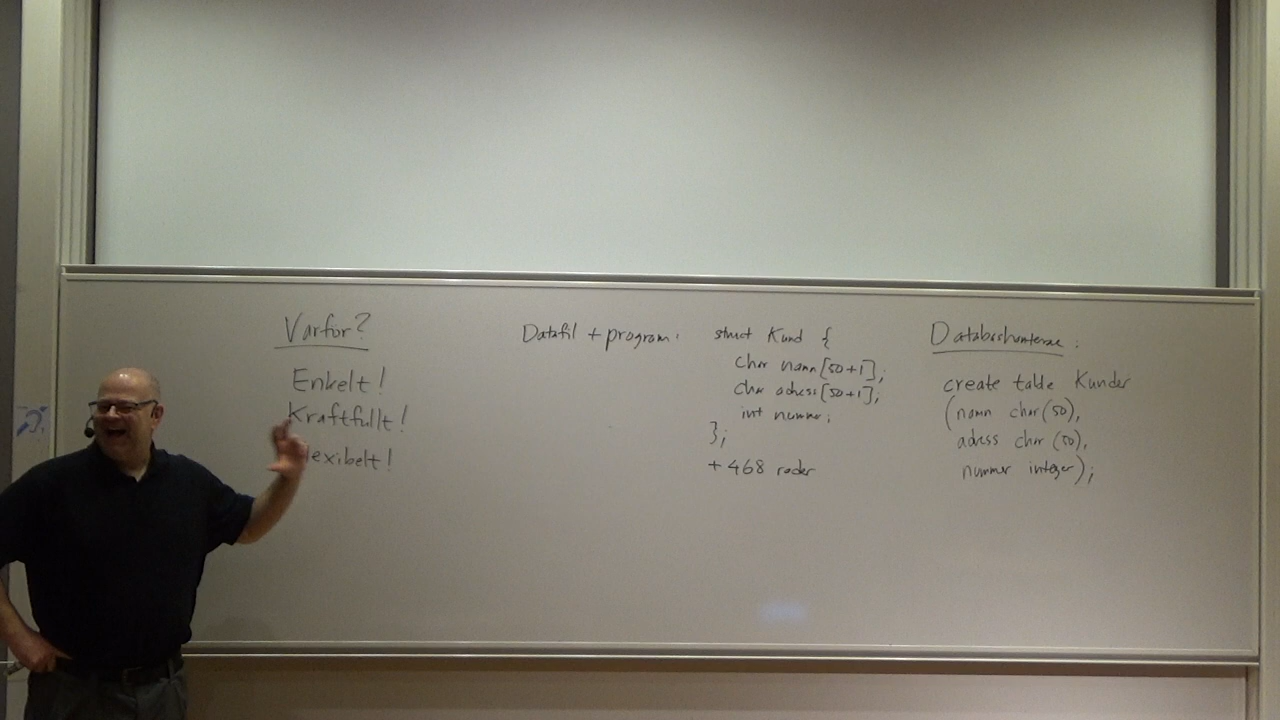 Varför?
Enkelt!
Kraftfullt!
lexibelt!
Datafil + program:
struct Kund {
char namn[50+1];
char adress[50+1];
int nummer;
};
+ 468 rader
Databashanterare:
create table Kunder
(namn char(50),
adress char(50),
nummer integer);